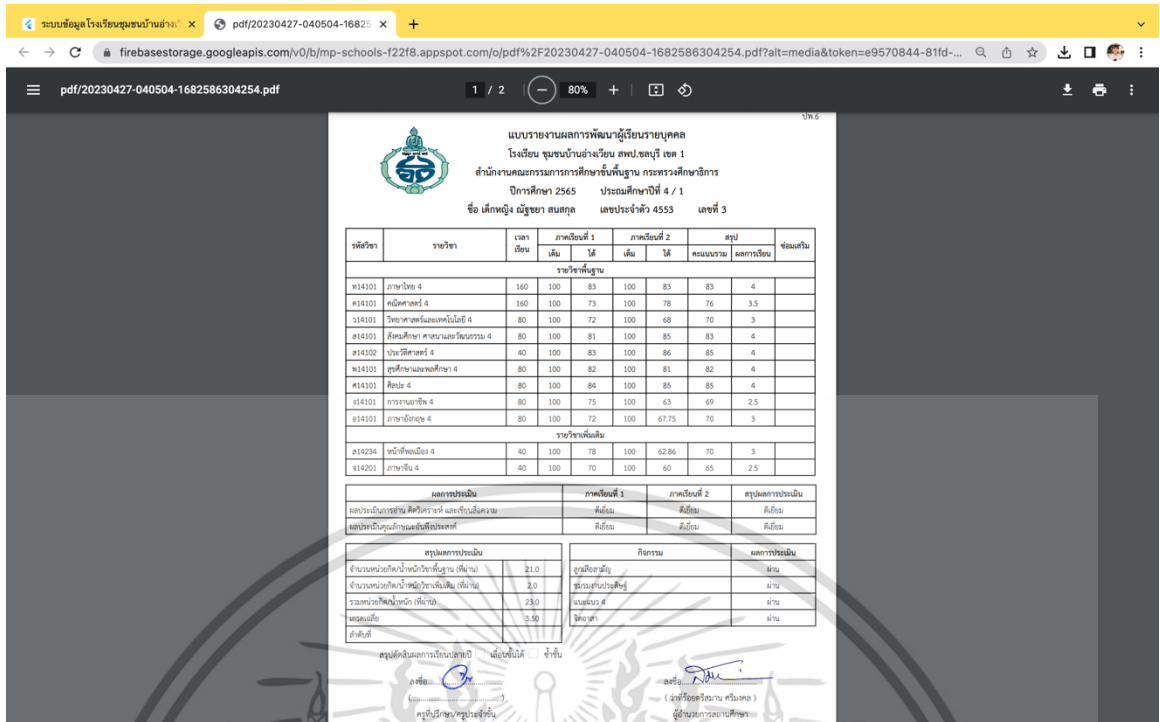 ระบบข้อมูลโรงเรียนชุมชนบ้านอ่างเวี
pdf/20230427-040504-16825
firebasestorage.googleapis.com/v0/b/mp-schools-f22f8.appspot.com/o/pdf%2F20230427-040504-1682586304254.pdf?alt=media&token=e9570844-81fd-...
pdf/20230427-040504-1682586304254.pdf
1 / 2
80%
ปพ.6
แบบรายงานผลการพัฒนาผู้เรียนรายบุคคล
โรงเรียน ชุมชนบ้านอ่างเวียน สพป.ชลบุรี เขต 1
สำนักงานคณะกรรมการการศึกษาขั้นพื้นฐาน กระทรวงศึกษาธิการ
ปีการศึกษา 2565 ประถมศึกษาปีที่ 4 / 1
ชื่อ เด็กหญิง ณัฐชยา สนสกุล เลขประจำตัว 4553 เลขที่ 3
รหัสวิชา รายวิชา เวลาเรียน ภาคเรียนที่ 1 ภาคเรียนที่ 2 สรุป ซ่อมเสริม
เต็ม ได้ เต็ม ได้ คะแนนรวม ผลการเรียน
รายวิชาพื้นฐาน
ท14101 ภาษาไทย 4 160 100 83 100 83 83 4
ค14101 คณิตศาสตร์ 4 160 100 73 100 78 76 3.5
ว14101 วิทยาศาสตร์และเทคโนโลยี 4 80 100 72 100 68 70 3
ส14101 สังคมศึกษา ศาสนาและวัฒนธรรม 4 80 100 81 100 85 83 4
ส14102 ประวัติศาสตร์ 4 40 100 83 100 86 85 4
พ14101 สุขศึกษาและพลศึกษา 4 80 100 82 100 81 82 4
ศ14101 ศิลปะ 4 80 100 84 100 85 85 4
ง14101 การงานอาชีพ 4 80 100 75 100 63 69 2.5
อ14101 ภาษาอังกฤษ 4 80 100 72 100 67.75 70 3
รายวิชาเพิ่มเติม
ส14234 หน้าที่พลเมือง 4 40 100 78 100 62.86 70 3
จ14201 ภาษาจีน 4 40 100 70 100 60 65 2.5
ผลการประเมิน ภาคเรียนที่ 1 ภาคเรียนที่ 2 สรุปผลการประเมิน
ผลประเมินการอ่าน คิดวิเคราะห์ และเขียนสื่อความ ดีเยี่ยม ดีเยี่ยม ดีเยี่ยม
ผลประเมินคุณลักษณะอันพึงประสงค์ ดีเยี่ยม ดีเยี่ยม ดีเยี่ยม
สรุปผลการประเมิน กิจกรรม ผลการประเมิน
จำนวนหน่วยกิต/น้ำหนักวิชาพื้นฐาน (ที่ผ่าน) 21.0 ลูกเสือสามัญ ผ่าน
จำนวนหน่วยกิต/น้ำหนักวิชาเพิ่มเติม (ที่ผ่าน) 2.0 ชมรมงานประดิษฐ์ ผ่าน
รวมหน่วยกิต/น้ำหนัก (ที่ผ่าน) 23.0 แนะแนว 4 ผ่าน
เกรดเฉลี่ย 3.50 จิตอาสา ผ่าน
ลำดับที่
สรุปตัดสินผลการเรียนปลายปี เลื่อนชั้นได้ ซ้ำชั้น
ลงชื่อ ลงชื่อ
(....................................) ( ว่าที่ร้อยตรีสมาน ศรีมงคล )
ครูที่ปรึกษา/ครูประจำชั้น ผู้อำนวยการสถานศึกษา